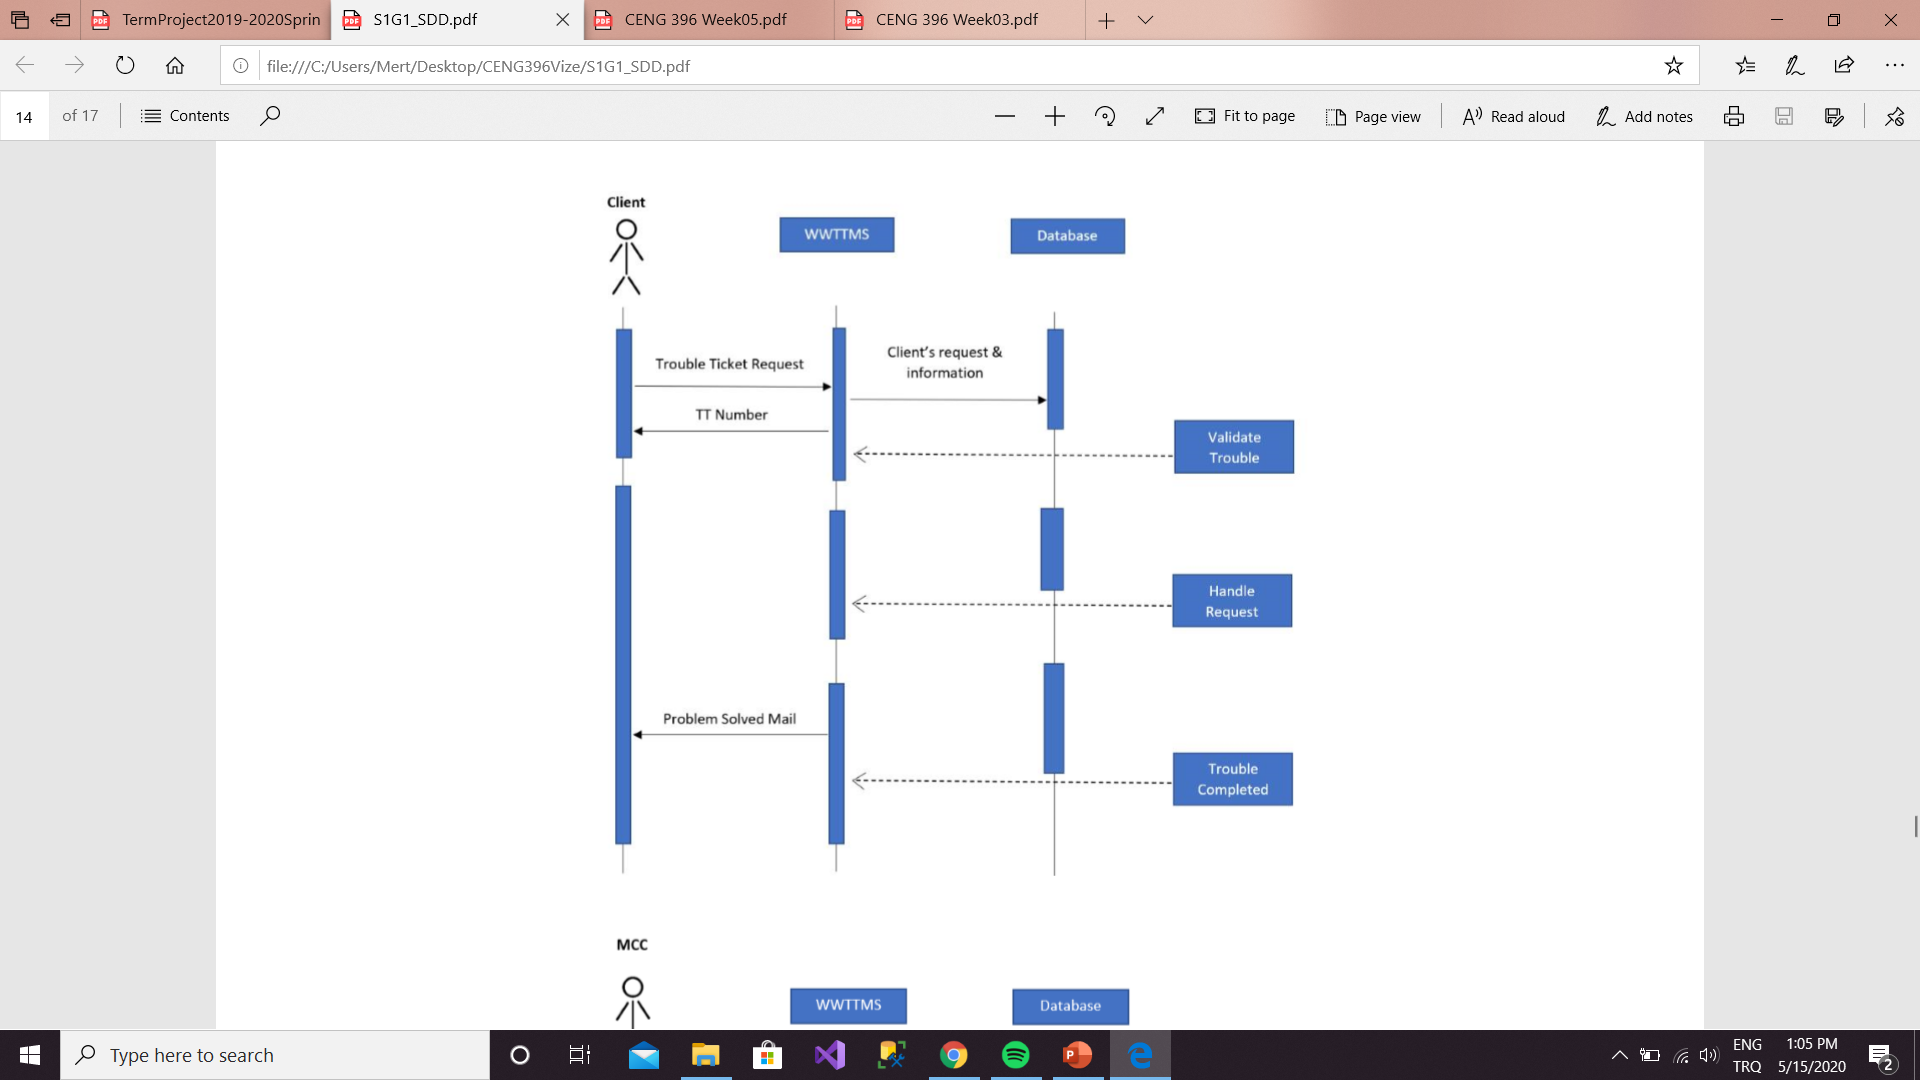 TermProject2019-2020Sprin
S1G1_SDD.pdf
CENG 396 Week05.pdf
CENG 396 Week03.pdf
file:///C:/Users/Mert/Desktop/CENG396Vize/S1G1_SDD.pdf
14 of 17
Contents
Fit to page
Page view
Read aloud
Add notes
Client
WWTTMS
Database
Trouble Ticket Request
Client's request &
information
TT Number
Validate
Trouble
Handle
Request
Problem Solved Mail
Trouble
Completed
MCC
WWTTMS
Database
Type here to search
ENG
TRQ
1:05 PM
5/15/2020
2